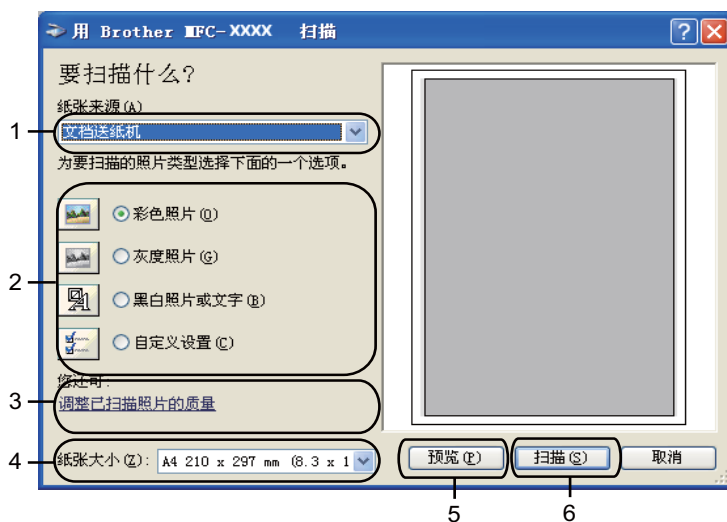 用 Brother MFC-XXXX 扫描
要扫描什么?
纸张来源(A)
1
文档送纸机
为要扫描的照片类型选择下面的一个选项。
2
彩色照片(O)
灰度照片(G)
黑白照片或文字(B)
自定义设置(C)
您还可:
3
调整已扫描照片的质量
4
纸张大小(Z): A4 210 x 297 mm (8.3 x 1
预览(P) 扫描(S) 取消
5 6